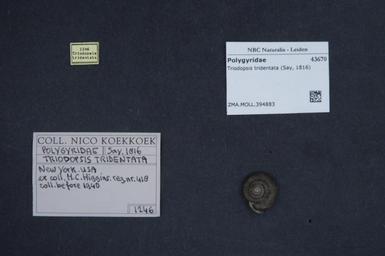 1246
Triodopsis
tridentata
NBC Naturalis - Leiden
Polygyridae 43670
Triodopsis tridentata (Say, 1816)
ZMA.MOLL.394883
COLL. NICO KOEKKOEK
POLYGYRIDAE Say, 1816
TRIODOPSIS TRIDENTATA
New York. USA
ex coll. H.C. Higgins. reg nr. 418
coll. before 1940
1246